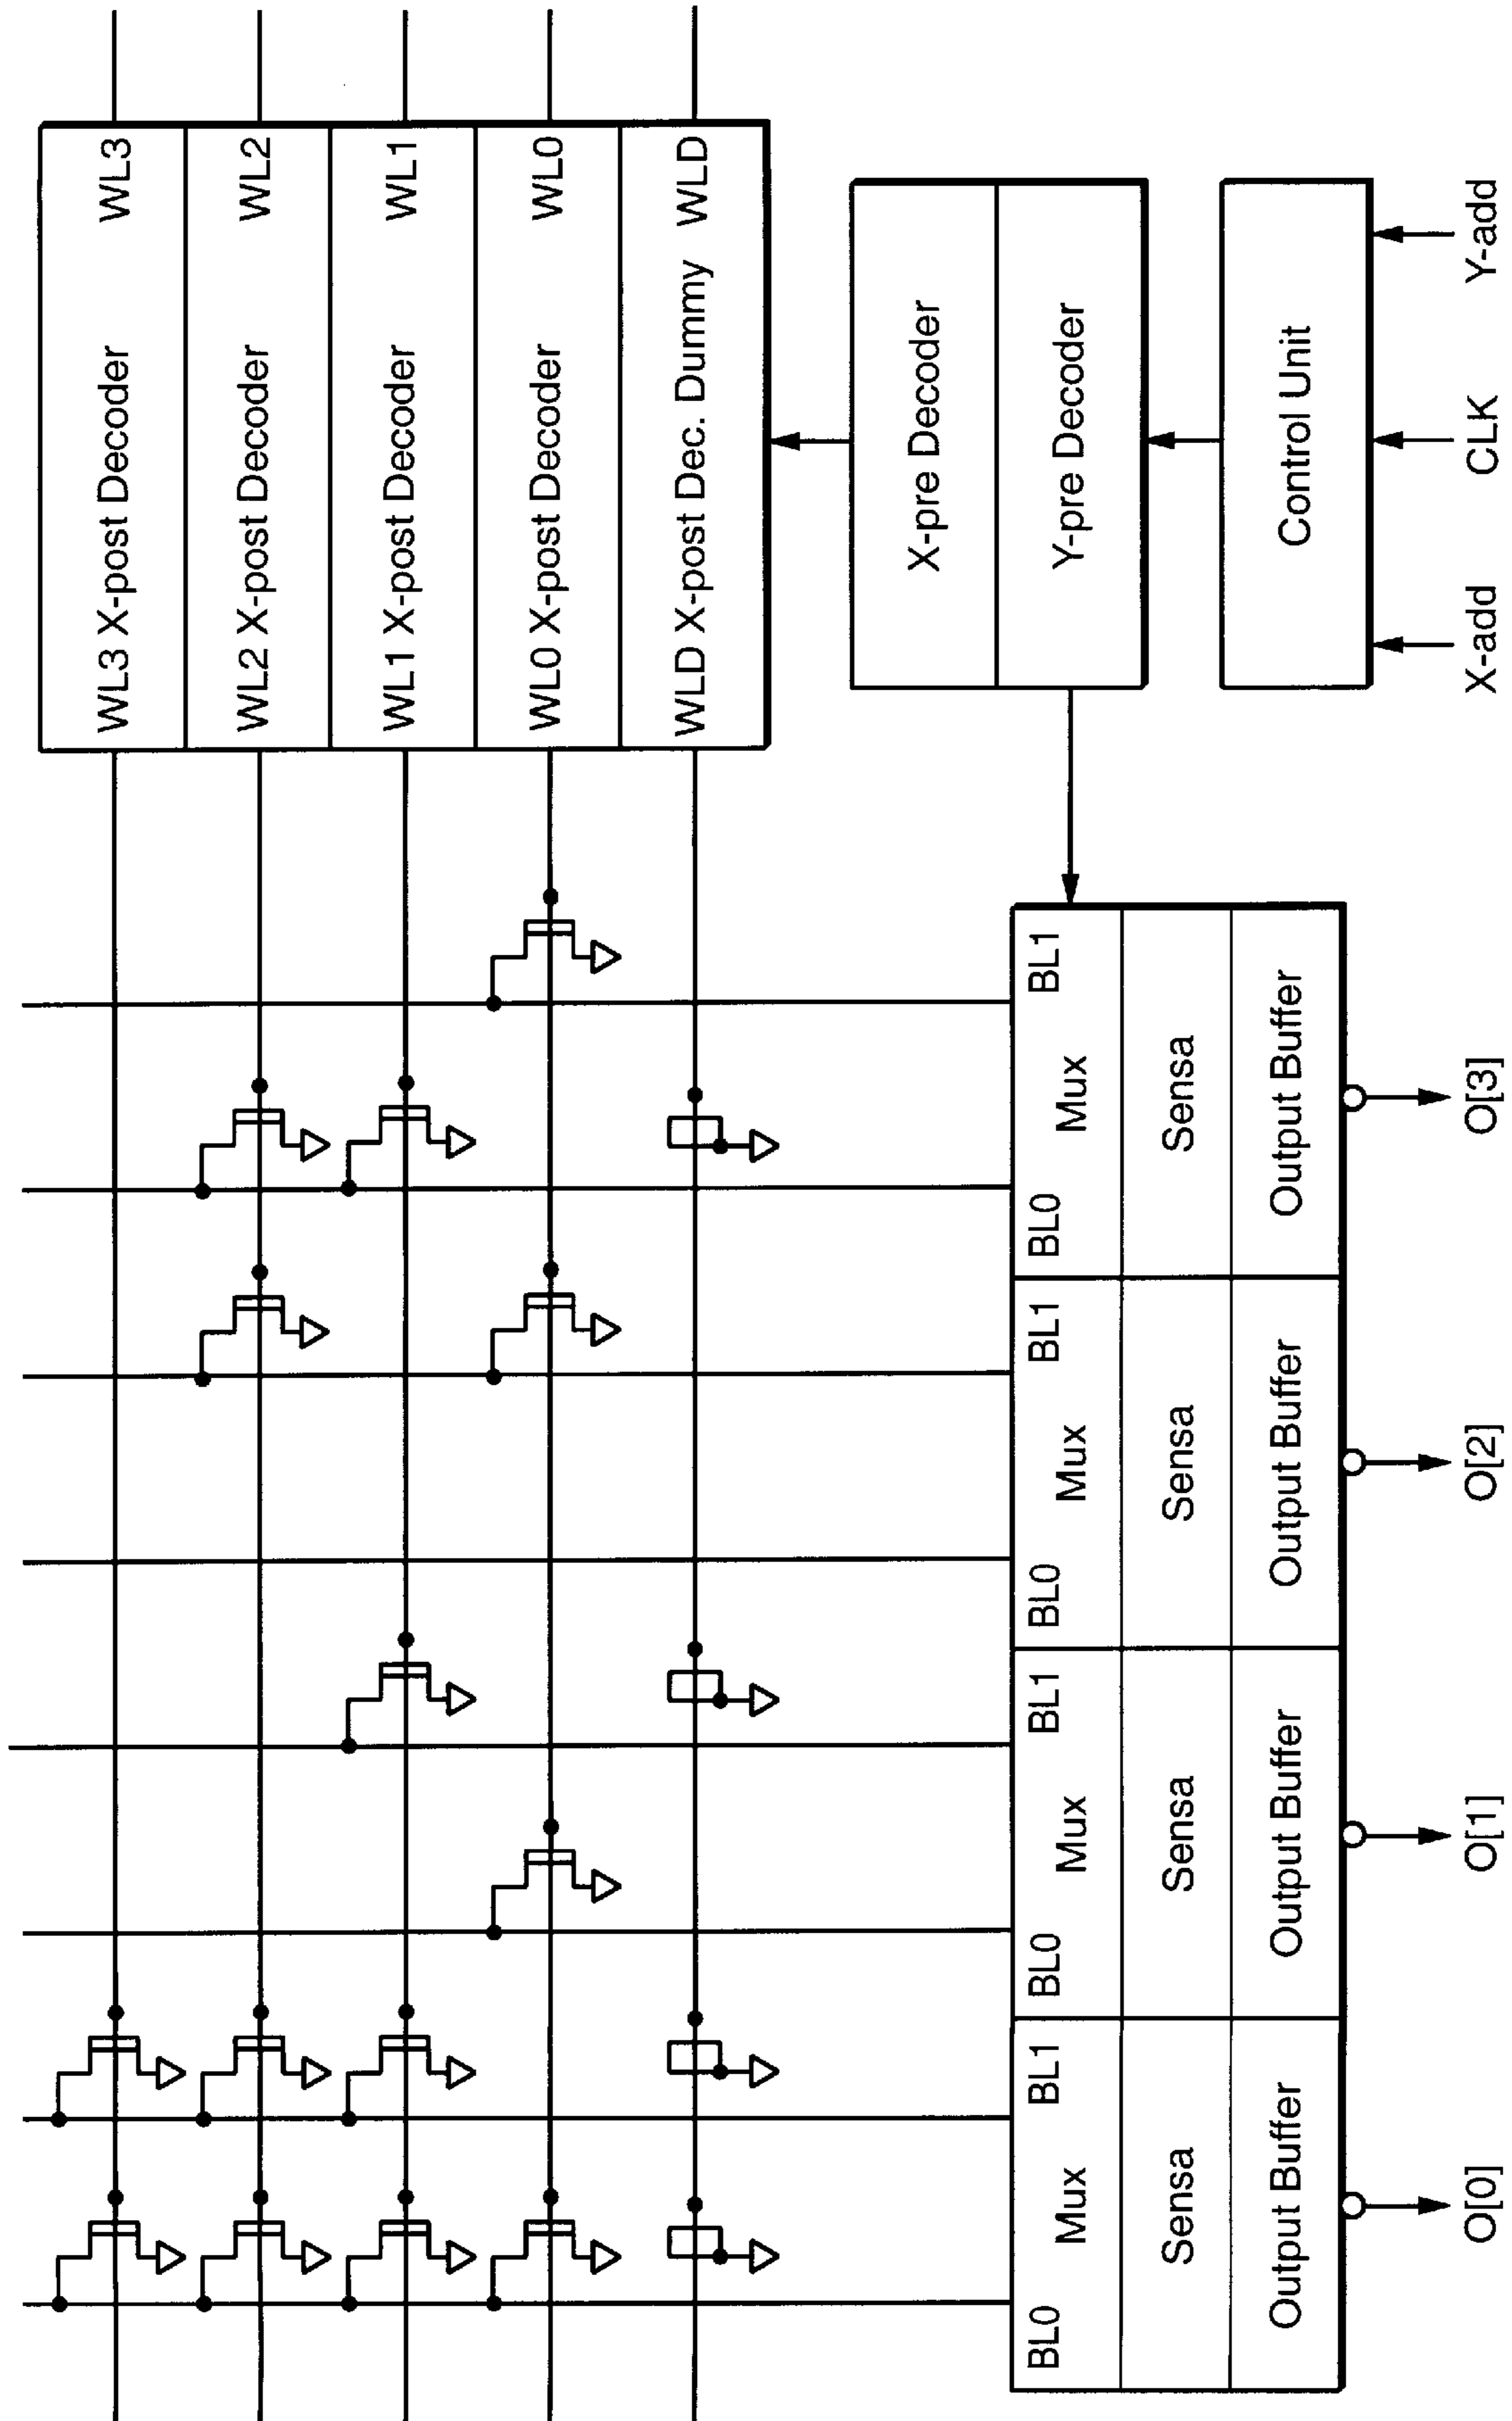 WL3 X-post Decoder WL3
WL2 X-post Decoder WL2
WL1 X-post Decoder WL1
WL0 X-post Decoder WL0
WLD X-post Dec. Dummy WLD
X-pre Decoder
Y-pre Decoder
Control Unit
X-add CLK Y-add
BL0 Mux BL1 BL0 Mux BL1 BL0 Mux BL1 BL0 Mux BL1
Sensa Sensa Sensa Sensa
Output Buffer Output Buffer Output Buffer Output Buffer
O[0] O[1] O[2] O[3]